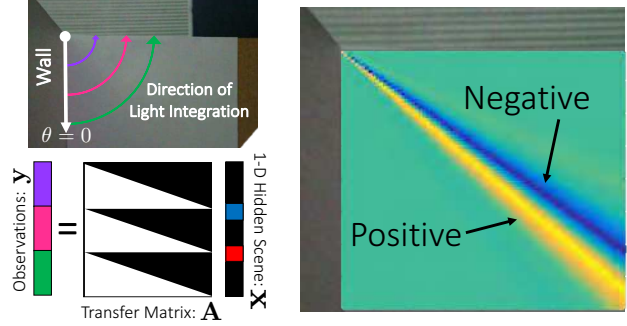 Wall
θ = 0
Direction of
Light Integration
Observations: y
=
Transfer Matrix: A
1-D Hidden Scene: x
Negative
Positive